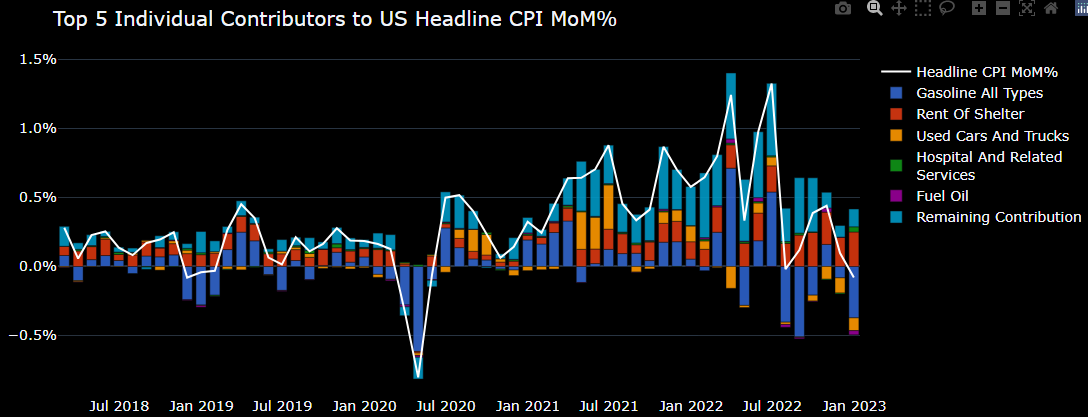 Top 5 Individual Contributors to US Headline CPI MoM%
1.5%
1.0%
0.5%
0.0%
−0.5%
Jul 2018
Jan 2019
Jul 2019
Jan 2020
Jul 2020
Jan 2021
Jul 2021
Jan 2022
Jul 2022
Jan 2023
Headline CPI MoM%
Gasoline All Types
Rent Of Shelter
Used Cars And Trucks
Hospital And Related
Services
Fuel Oil
Remaining Contribution